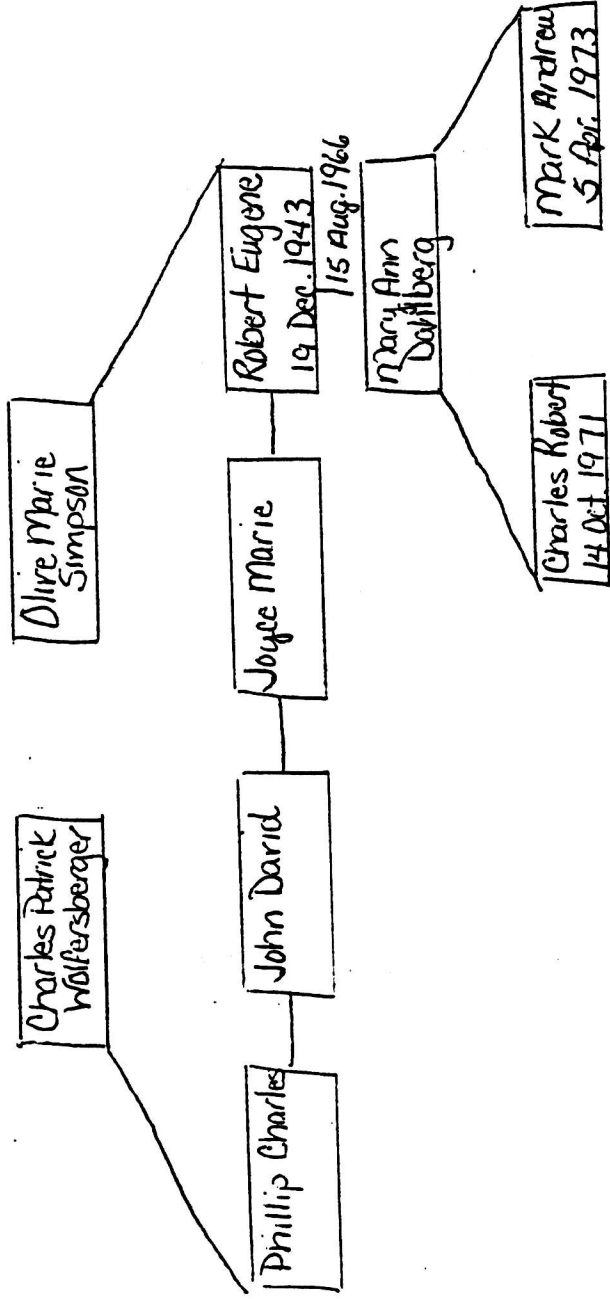 Charles Patrick
Wolfersberger
Olive Marie
Simpson
Phillip Charles
John David
Joyce Marie
Robert Eugene
19 Dec. 1943
15 Aug. 1966
Mary Ann
Dahlberg
Charles Robert
14 Oct. 1971
Mark Andrew
5 Apr. 1973